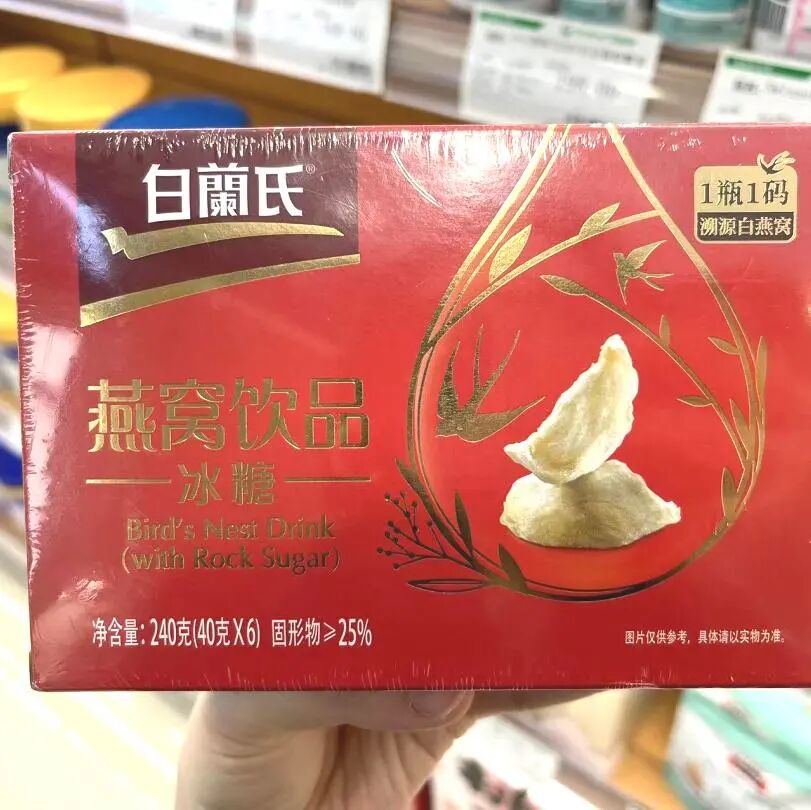 白蘭氏®
1瓶1码
溯源白燕窝
燕窝饮品
冰糖
Bird's Nest Drink
(with Rock Sugar)
净含量：240克(40克X6) 固形物≥25%
图片仅供参考，具体请以实物为准。